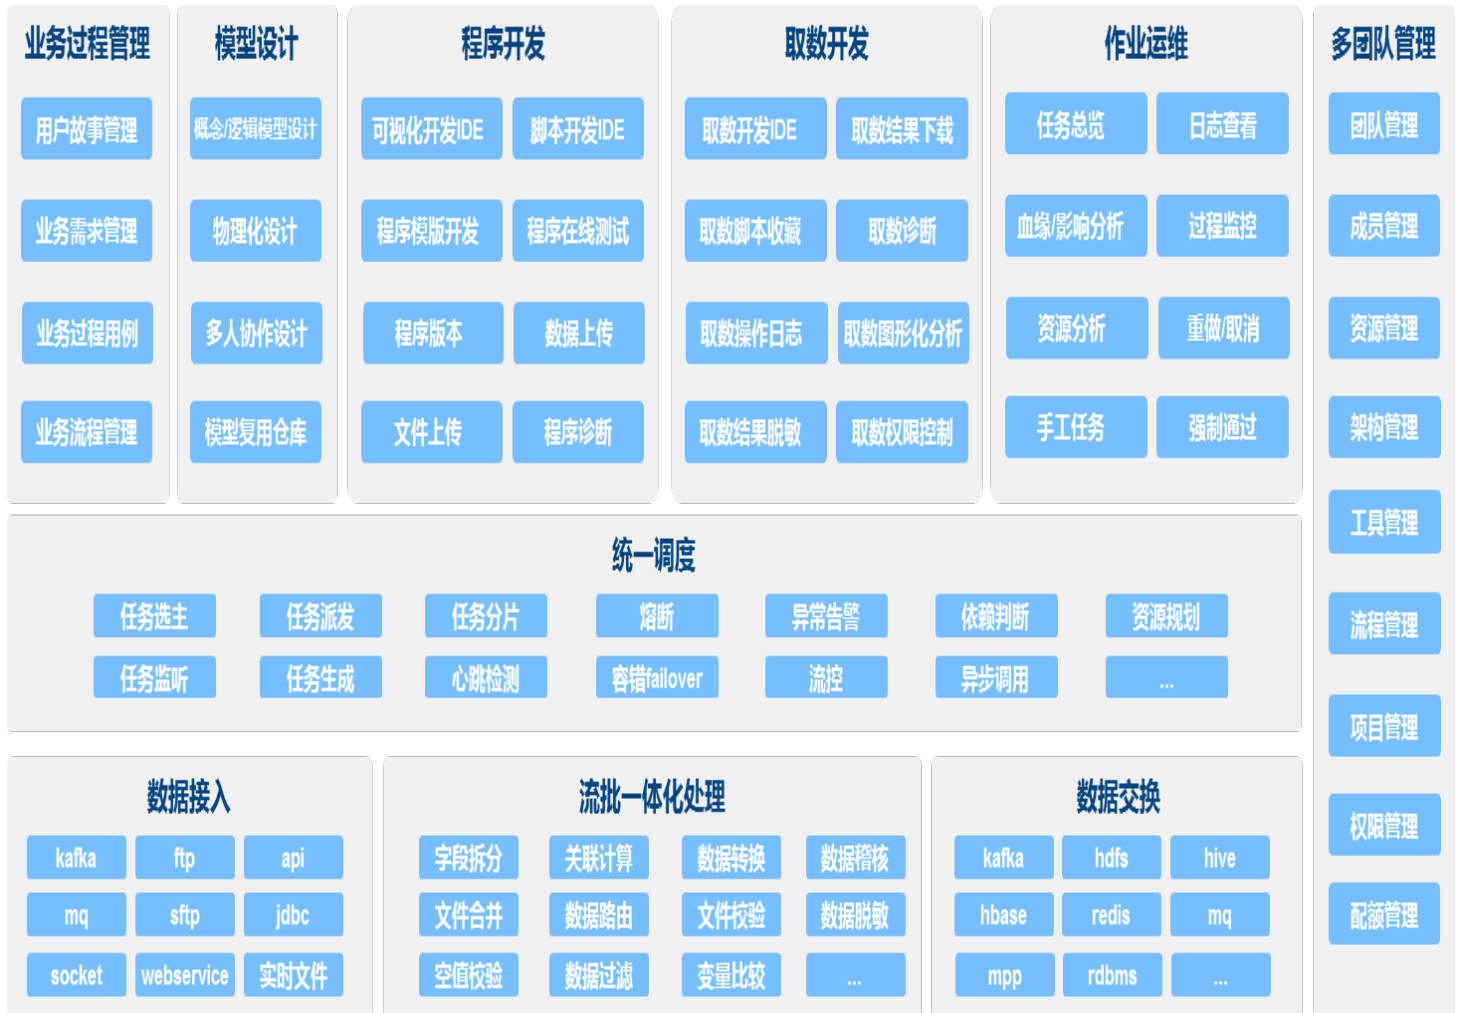 业务过程管理
用户故事管理
业务需求管理
业务过程用例
业务流程管理
模型设计
概念/逻辑模型设计
物理化设计
多人协作设计
模型复用仓库
程序开发
可视化开发IDE
脚本开发IDE
程序模版开发
程序在线测试
程序版本
数据上传
文件上传
程序诊断
取数开发
取数开发IDE
取数结果下载
取数脚本收藏
取数诊断
取数操作日志
取数图形化分析
取数结果脱敏
取数权限控制
作业运维
任务总览
日志查看
血缘/影响分析
过程监控
资源分析
重做/取消
手工任务
强制通过
多团队管理
团队管理
成员管理
资源管理
架构管理
工具管理
流程管理
项目管理
权限管理
配额管理
统一调度
任务选主
任务派发
任务分片
熔断
异常告警
依赖判断
资源规划
任务监听
任务生成
心跳检测
容错failover
流控
异步调用
...
数据接入
kafka
ftp
api
mq
sftp
jdbc
socket
webservice
实时文件
流批一体化处理
字段拆分
关联计算
数据转换
数据稽核
文件合并
数据路由
文件校验
数据脱敏
空值校验
数据过滤
变量比较
...
数据交换
kafka
hdfs
hive
hbase
redis
mq
mpp
rdbms
...